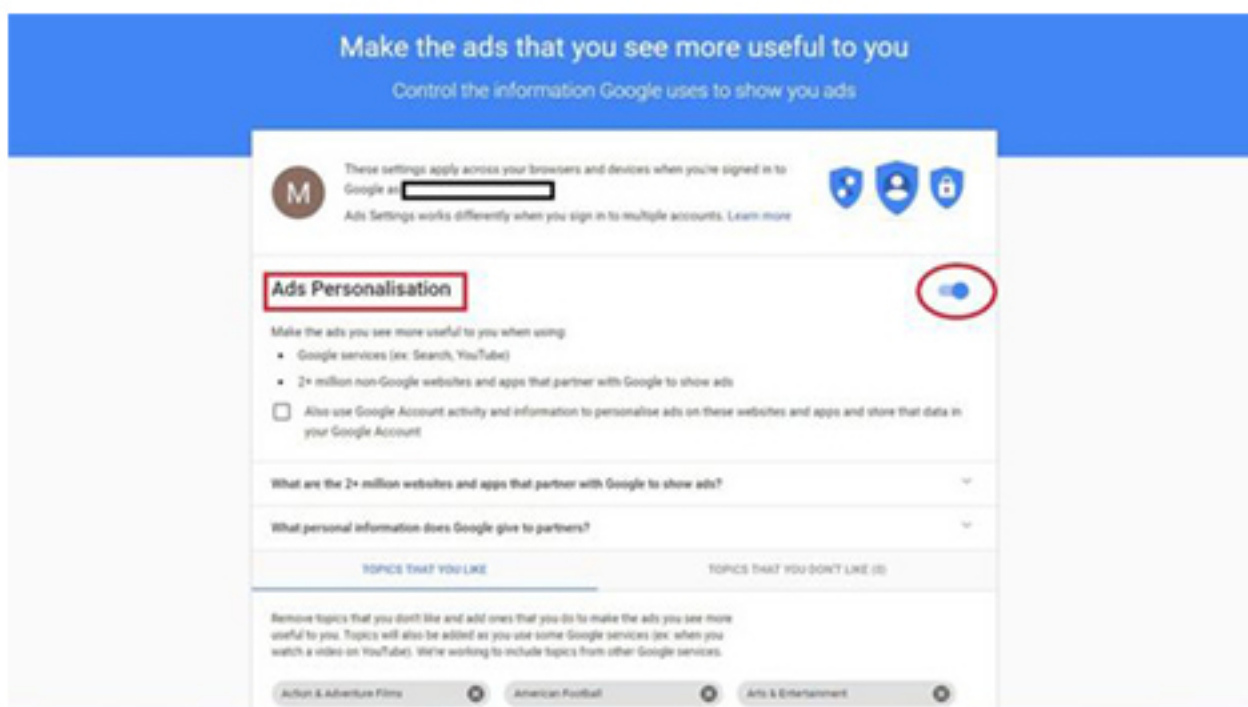 Make the ads that you see more useful to you
Control the information Google uses to show you ads
M
These settings apply across your browsers and devices when you're signed in to
Google as
Ads Settings works differently when you sign in to multiple accounts. Learn more
Ads Personalisation
Make the ads you see more useful to you when using:
• Google services (ex: Search, YouTube)
• 2+ million non-Google websites and apps that partner with Google to show ads
Also use Google Account activity and information to personalise ads on these websites and apps and store that data in
your Google Account
What are the 2+ million websites and apps that partner with Google to show ads?
What personal information does Google give to partners?
TOPICS THAT YOU LIKE
TOPICS THAT YOU DON'T LIKE (0)
Remove topics that you don't like and add ones that you do to make the ads you see more
useful to you. Topics will also be added as you use some Google services (ex: when you
watch a video on YouTube). We're working to include topics from other Google services.
Action & Adventure Films
American Football
Arts & Entertainment